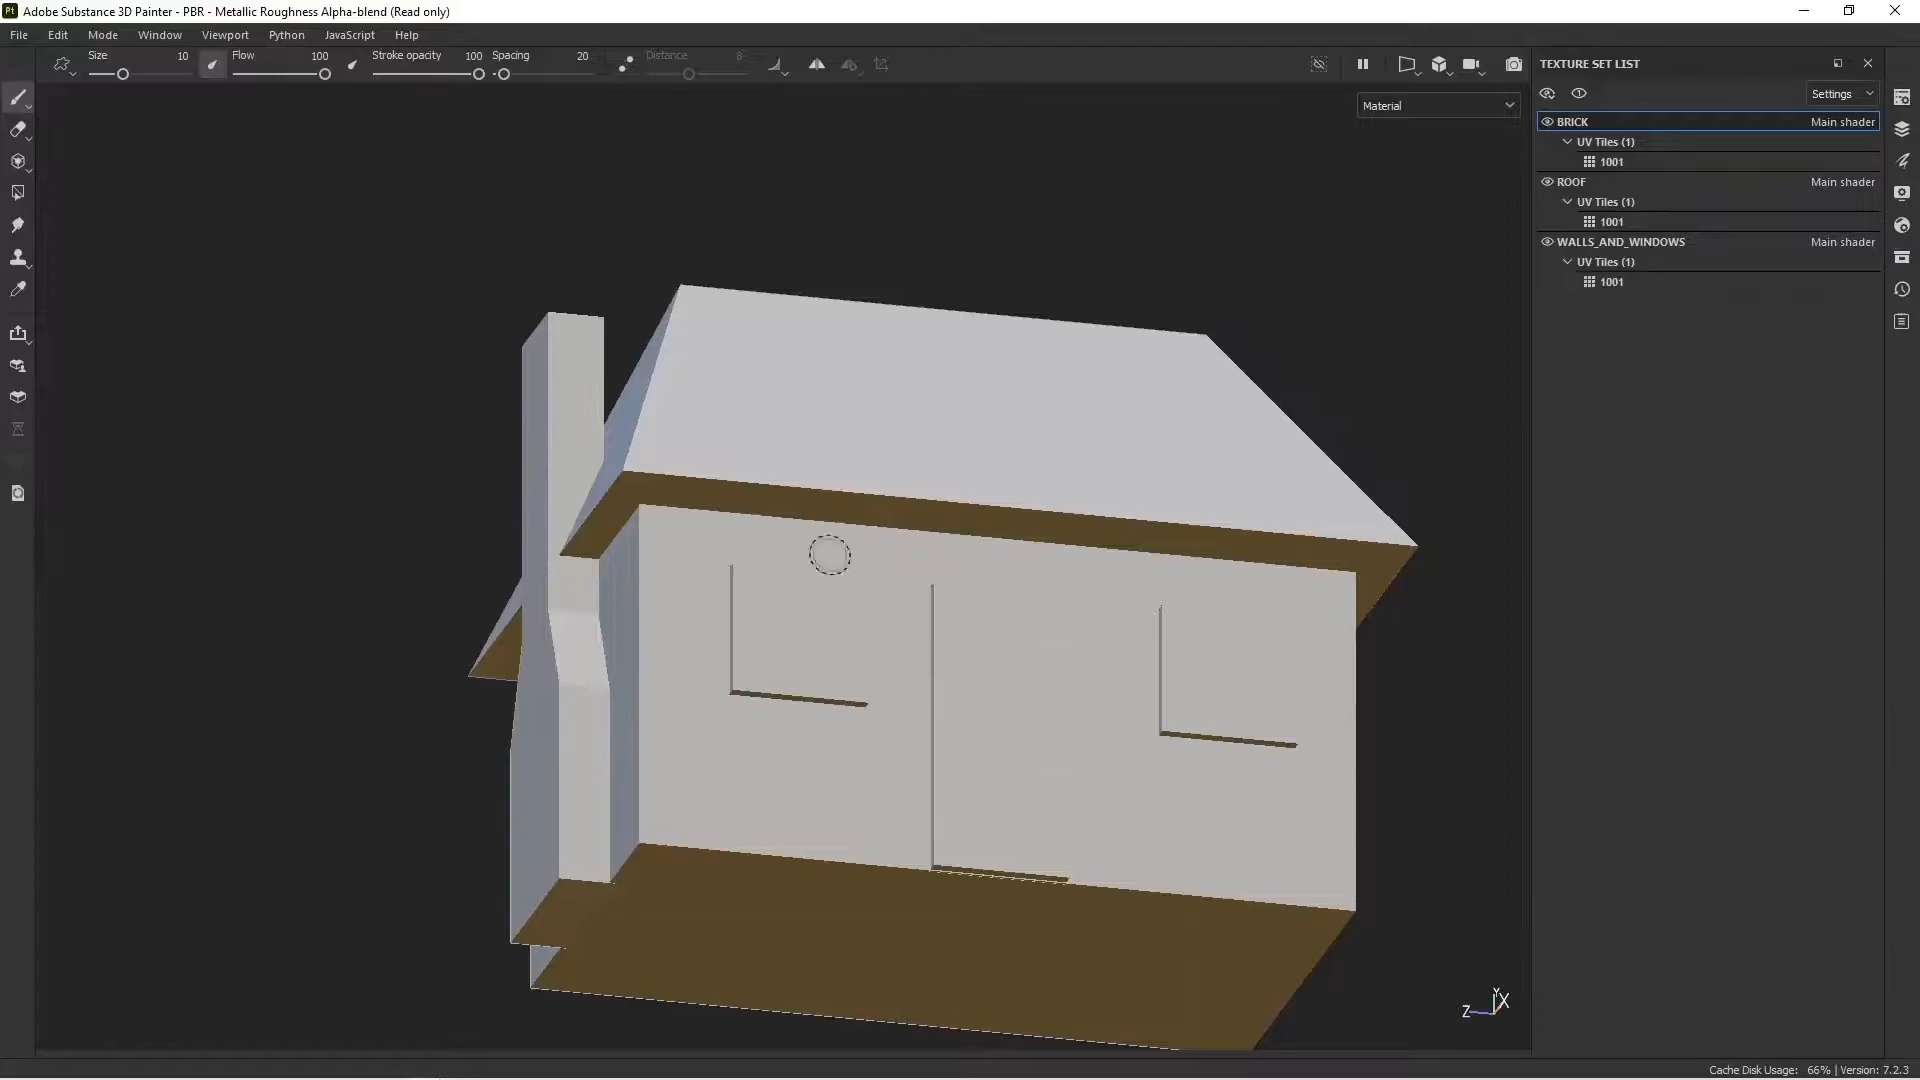 Pt Adobe Substance 3D Painter - PBR - Metallic Roughness Alpha-blend (Read only)
File Edit Mode Window Viewport Python JavaScript Help
Size 10 Flow 100 Stroke opacity 100 Spacing 20 Distance 8
TEXTURE SET LIST
Settings
Material
BRICK Main shader
UV Tiles (1)
1001
ROOF Main shader
UV Tiles (1)
1001
WALLS_AND_WINDOWS Main shader
UV Tiles (1)
1001
Y
X
Z
Cache Disk Usage: 66% | Version: 7.2.3